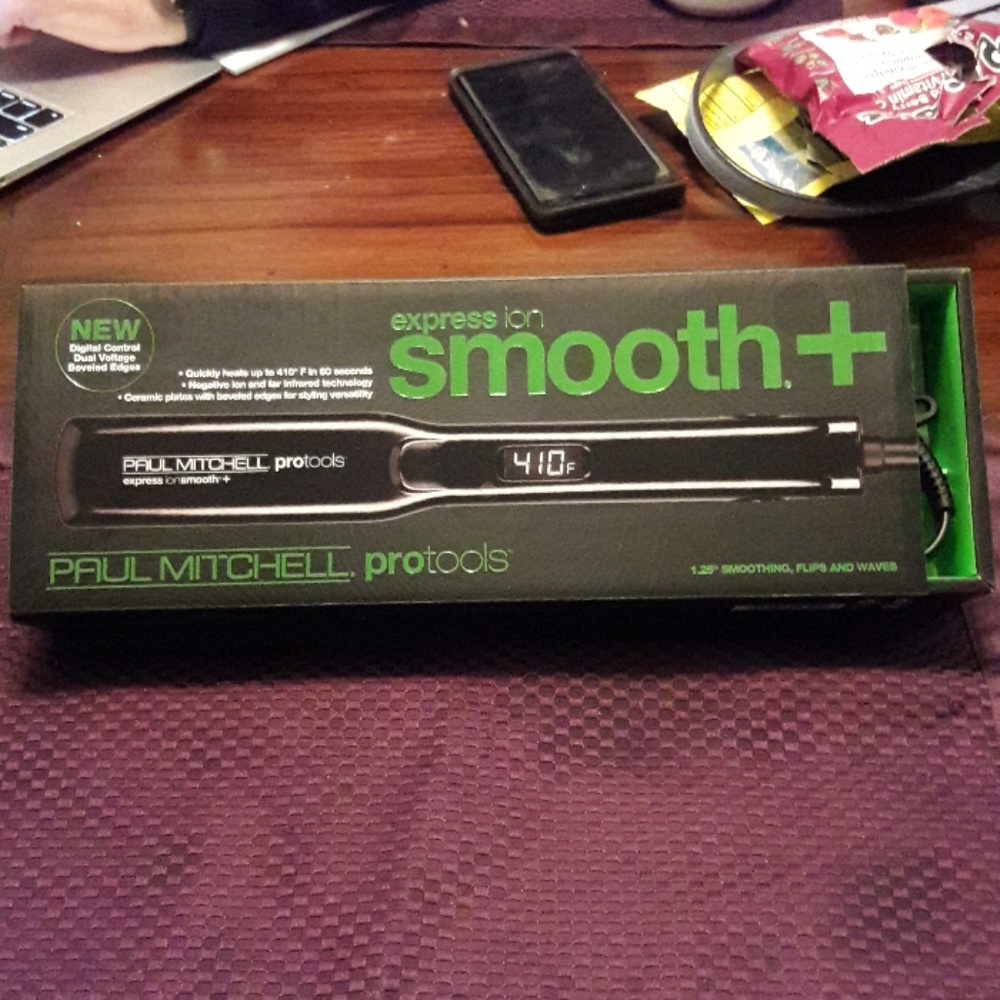 NEW
Digital Control
Dual Voltage
Beveled Edges
express ion
smooth.+
• Quickly heats up to 410° F in 60 seconds
• Negative ion and far infrared technology
• Ceramic plates with beveled edges for styling versatility
PAUL MITCHELL protools
express ion smooth+
410F
PAUL MITCHELL. protools™
1.25" SMOOTHING, FLIPS AND WAVES
Vitamin C